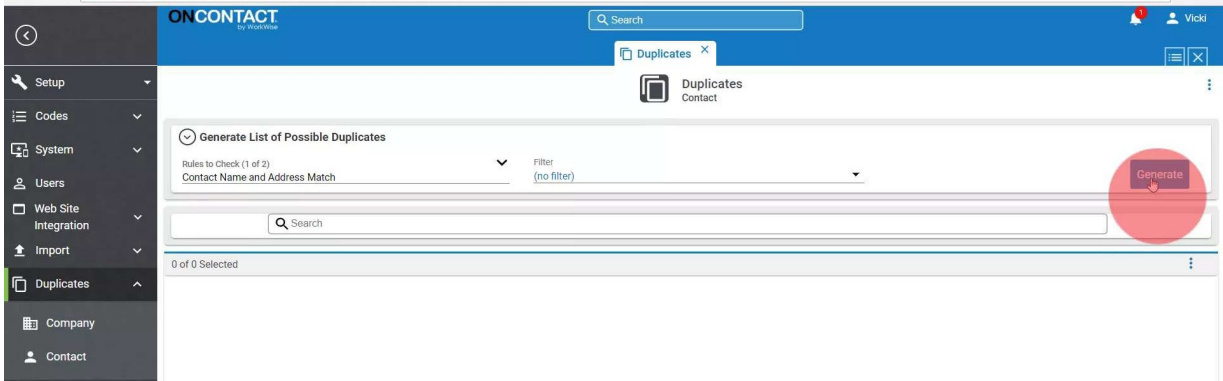 ONCONTACT
by WorkWise
Search
1
Vicki
Duplicates
Setup
Duplicates
Contact
Codes
Generate List of Possible Duplicates
System
Rules to Check (1 of 2)
Filter
Contact Name and Address Match
(no filter)
Generate
Users
Web Site
Integration
Search
Import
0 of 0 Selected
Duplicates
Company
Contact